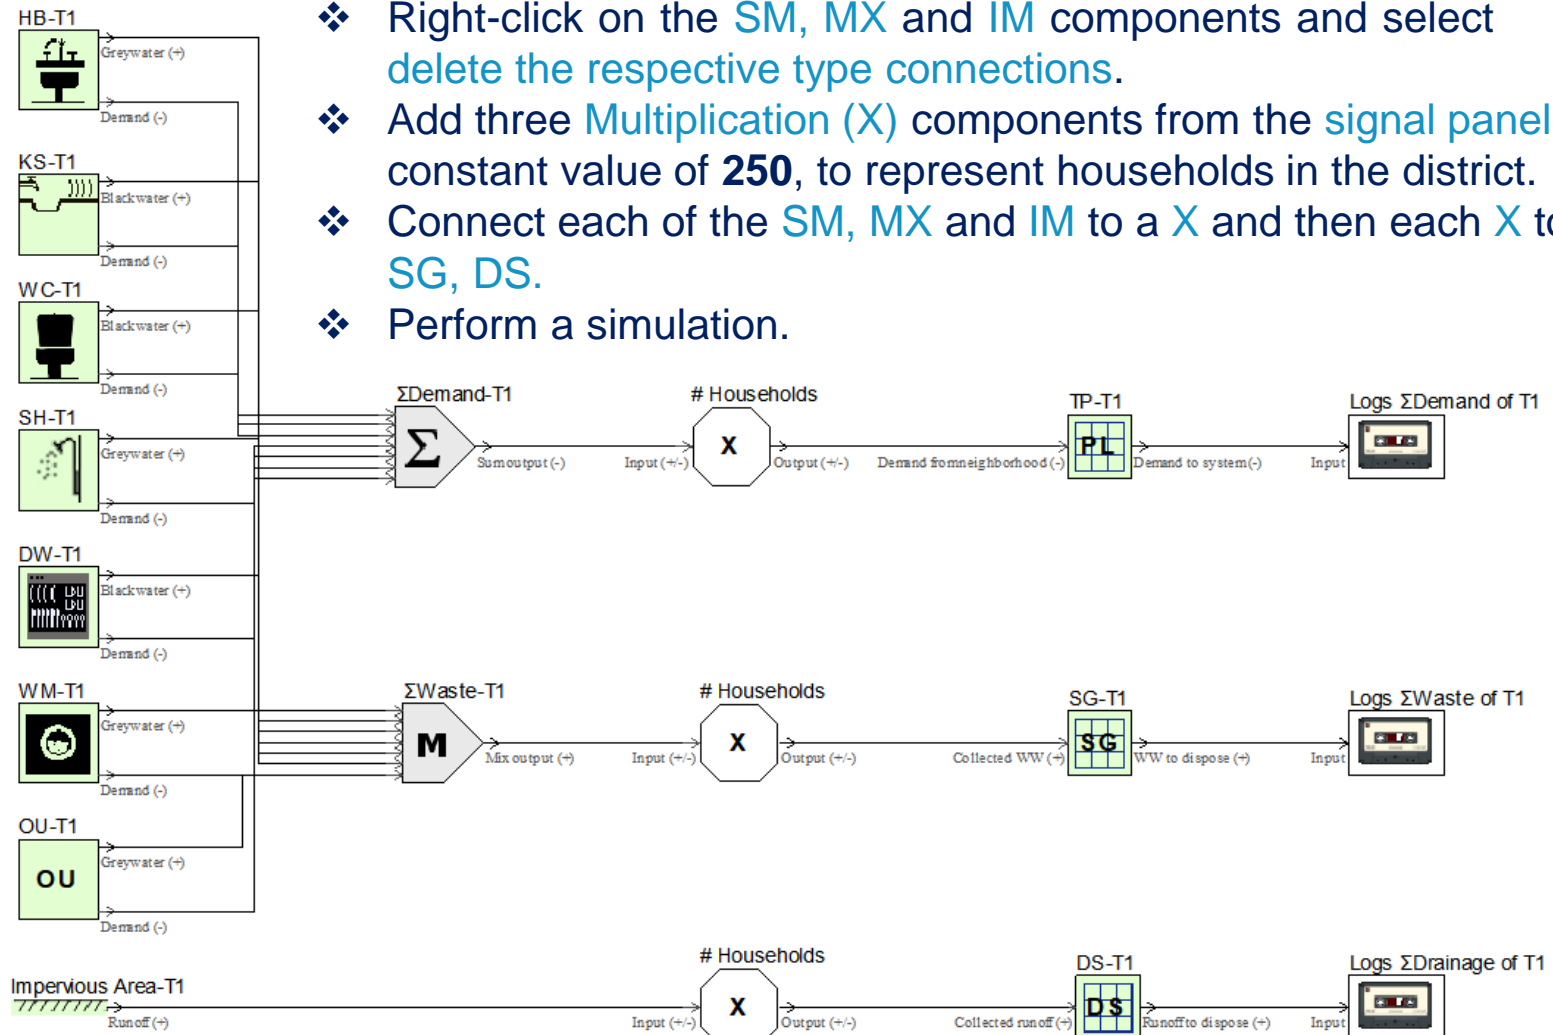 ❖ Right-click on the SM, MX and IM components and select
delete the respective type connections.
❖ Add three Multiplication (X) components from the signal panel
constant value of 250, to represent households in the district.
❖ Connect each of the SM, MX and IM to a X and then each X to
SG, DS.
❖ Perform a simulation.
HB-T1
Greywater (+)
Demand (-)
KS-T1
Blackwater (+)
Demand (-)
WC-T1
Blackwater (+)
Demand (-)
SH-T1
Greywater (+)
Demand (-)
DW-T1
Blackwater (+)
Demand (-)
WM-T1
Greywater (+)
Demand (-)
OU-T1
OU
Greywater (+)
Demand (-)
Impervious Area-T1
Runoff (+)
ΣDemand-T1
Σ
Sum output (-)
# Households
Input (+/-)
X
Output (+/-)
TP-T1
Demand from neighborhood (-)
PL
Demand to system (-)
Logs ΣDemand of T1
Input
ΣWaste-T1
M
Mix output (+)
# Households
Input (+/-)
X
Output (+/-)
SG-T1
Collected WW (+)
SG
WW to dispose (+)
Logs ΣWaste of T1
Input
# Households
Input (+/-)
X
Output (+/-)
DS-T1
Collected runoff (+)
DS
Runoff to dispose (+)
Logs ΣDrainage of T1
Input